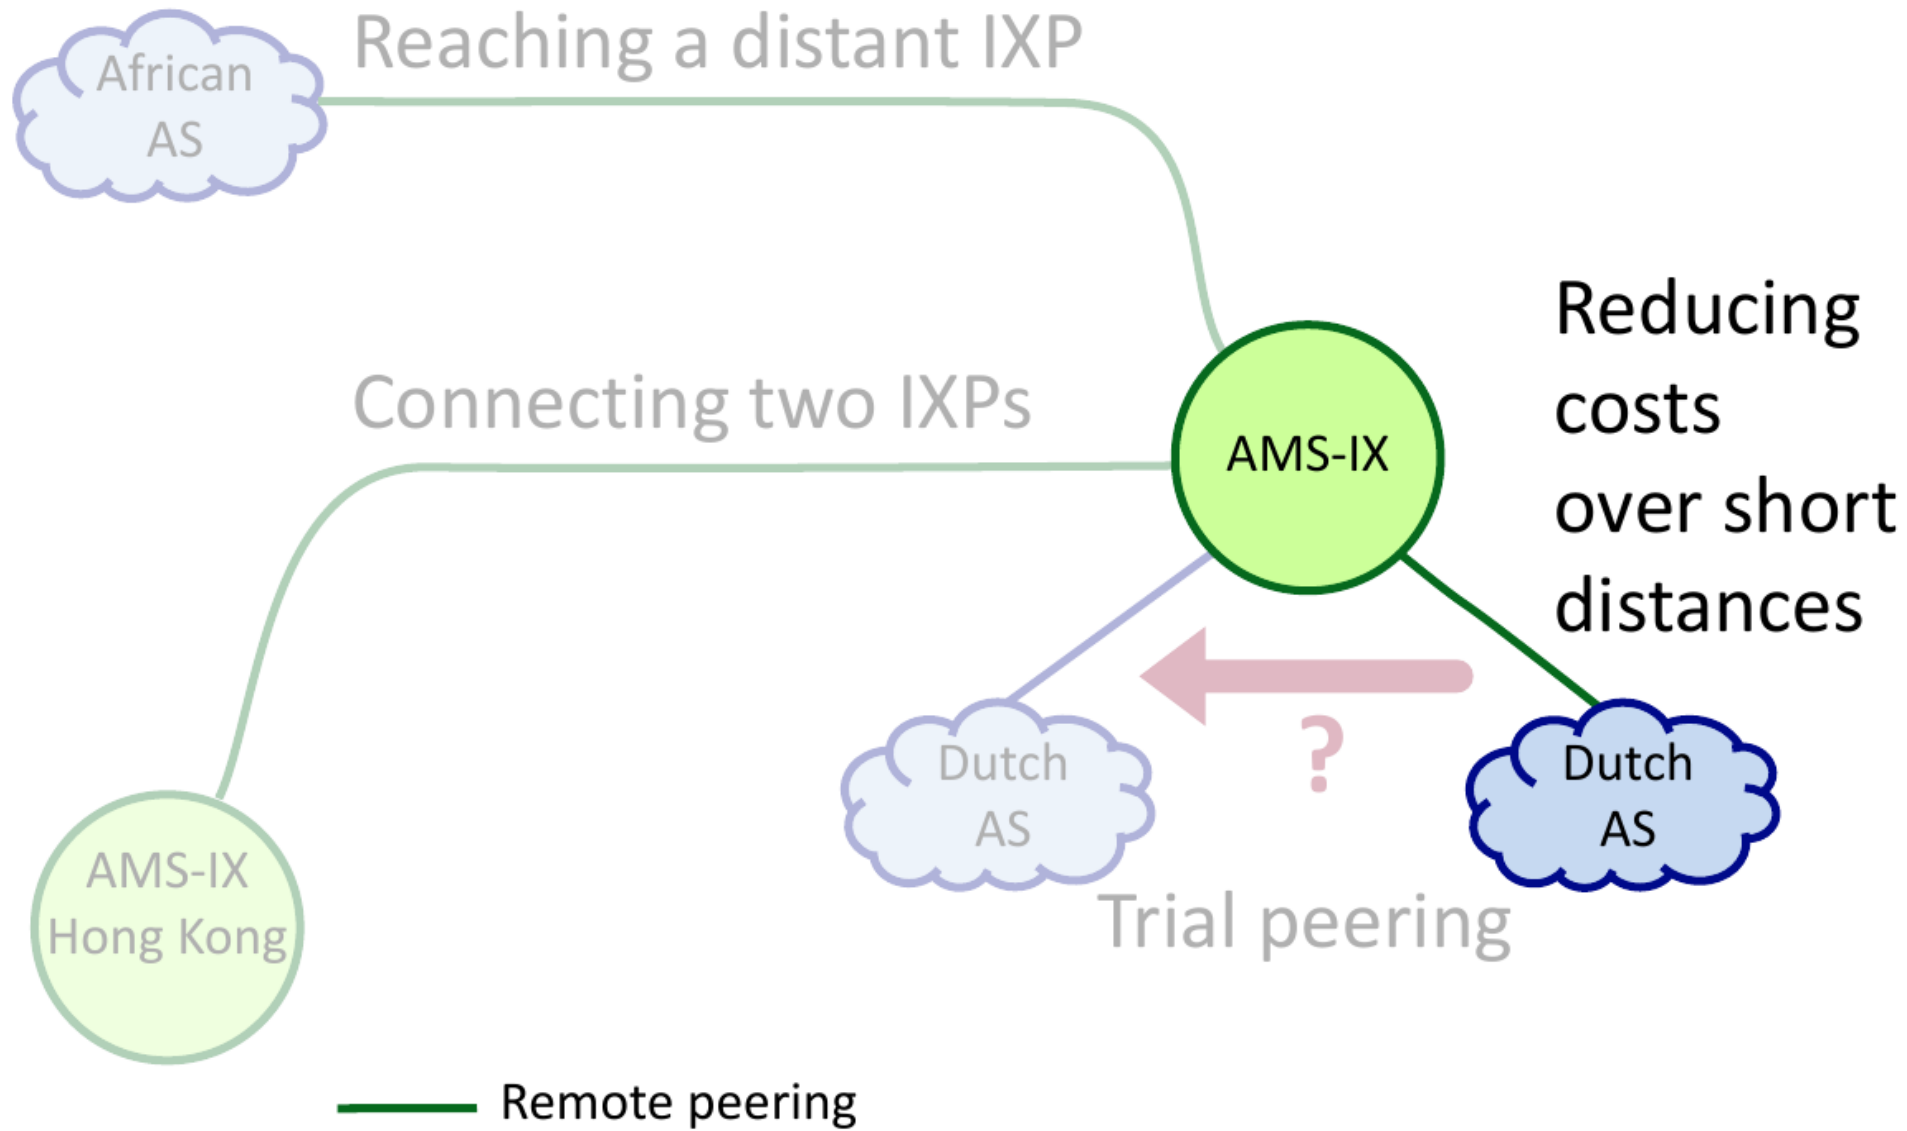 Reaching a distant IXP
African
AS
Reducing
costs
over short
distances
Connecting two IXPs
AMS-IX
?
Dutch
AS
Dutch
AS
Trial peering
AMS-IX
Hong Kong
Remote peering